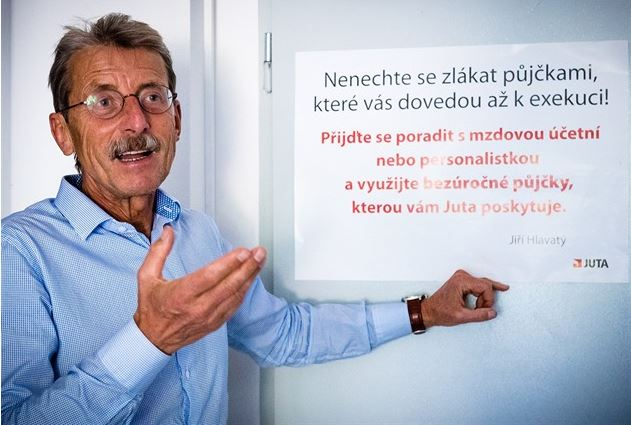 Nenechte se zlákat půjčkami,
které vás dovedou až k exekuci!
Přijďte se poradit s mzdovou účetní
nebo personalistkou
a využijte bezúročné půjčky,
kterou vám Juta poskytuje.
Jiří Hlavatý
JUTA